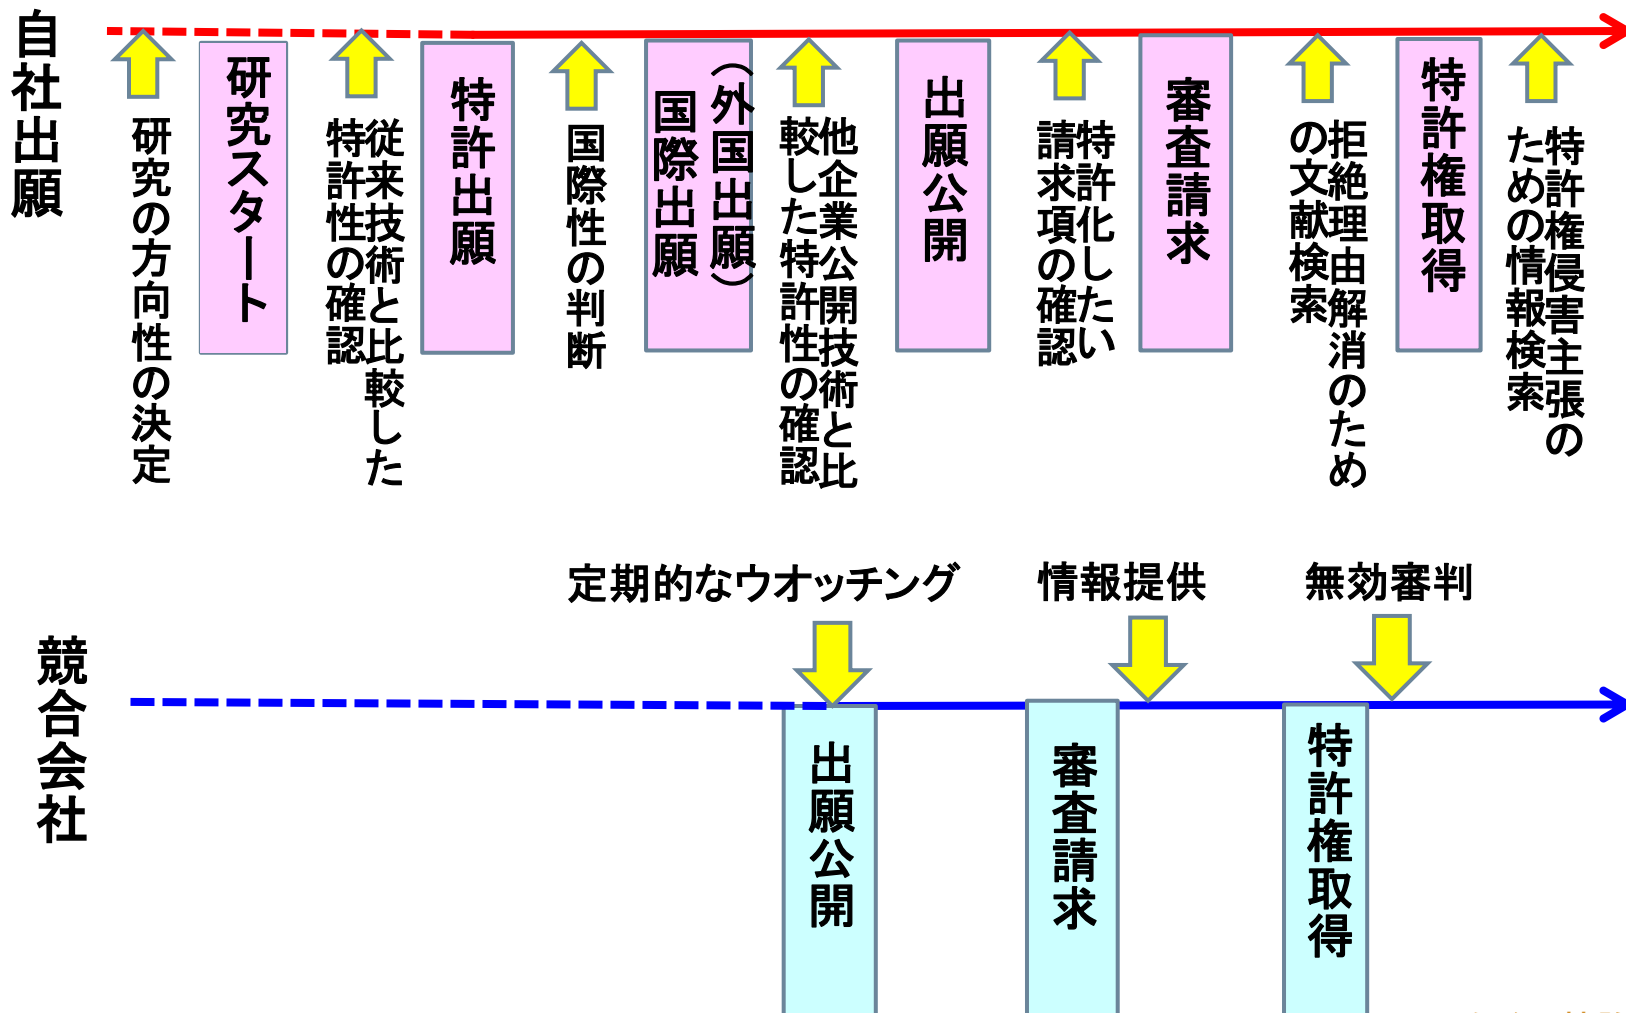 自社出願
研究の方向性の決定
研究スタート
従来技術と比較した
特許性の確認
特許出願
国際性の判断
国際出願
（外国出願）
他企業公開技術と比
較した特許性の確認
出願公開
特許化したい
請求項の確認
審査請求
拒絶理由解消のため
の文献検索
特許権取得
特許権侵害主張の
ための情報検索
定期的なウオッチング
情報提供
無効審判
競合会社
出願公開
審査請求
特許権取得